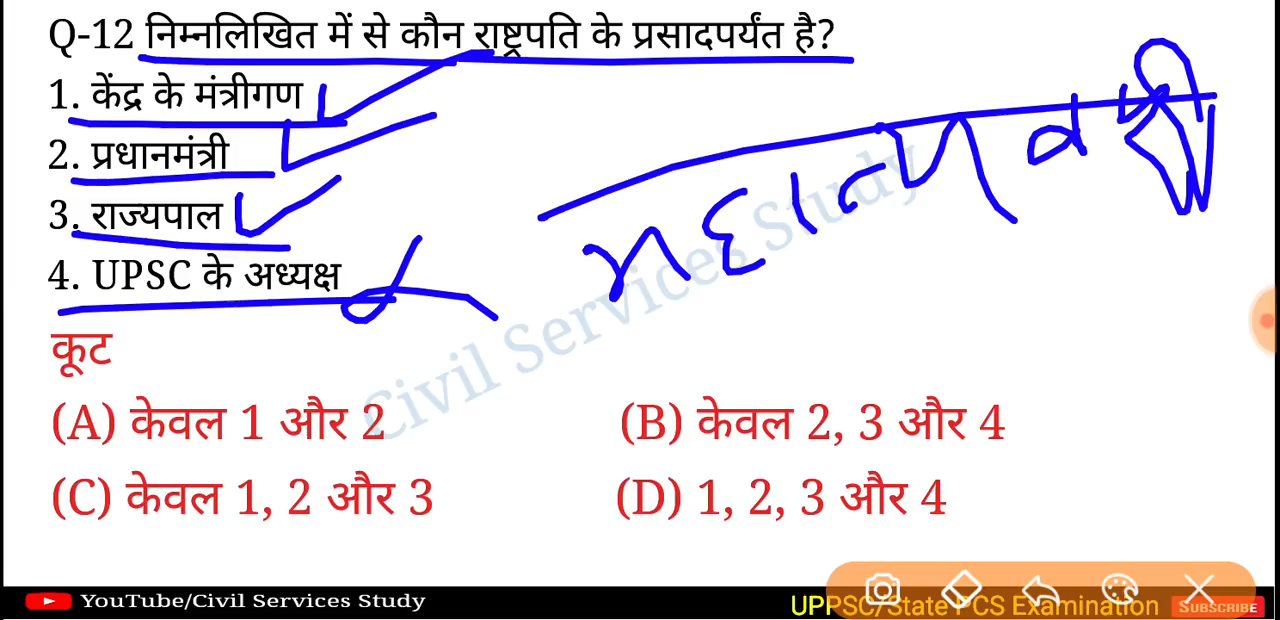 Q-12 निम्नलिखित में से कौन राष्ट्रपति के प्रसादपर्यंत है?
1. केंद्र के मंत्रीगण
2. प्रधानमंत्री
3. राज्यपाल
4. UPSC के अध्यक्ष
Civil Services Study
कूट
(A) केवल 1 और 2 (B) केवल 2, 3 और 4
(C) केवल 1, 2 और 3 (D) 1, 2, 3 और 4
YouTube/Civil Services Study
UPPSC/State PCS Examination SUBSCRIBE